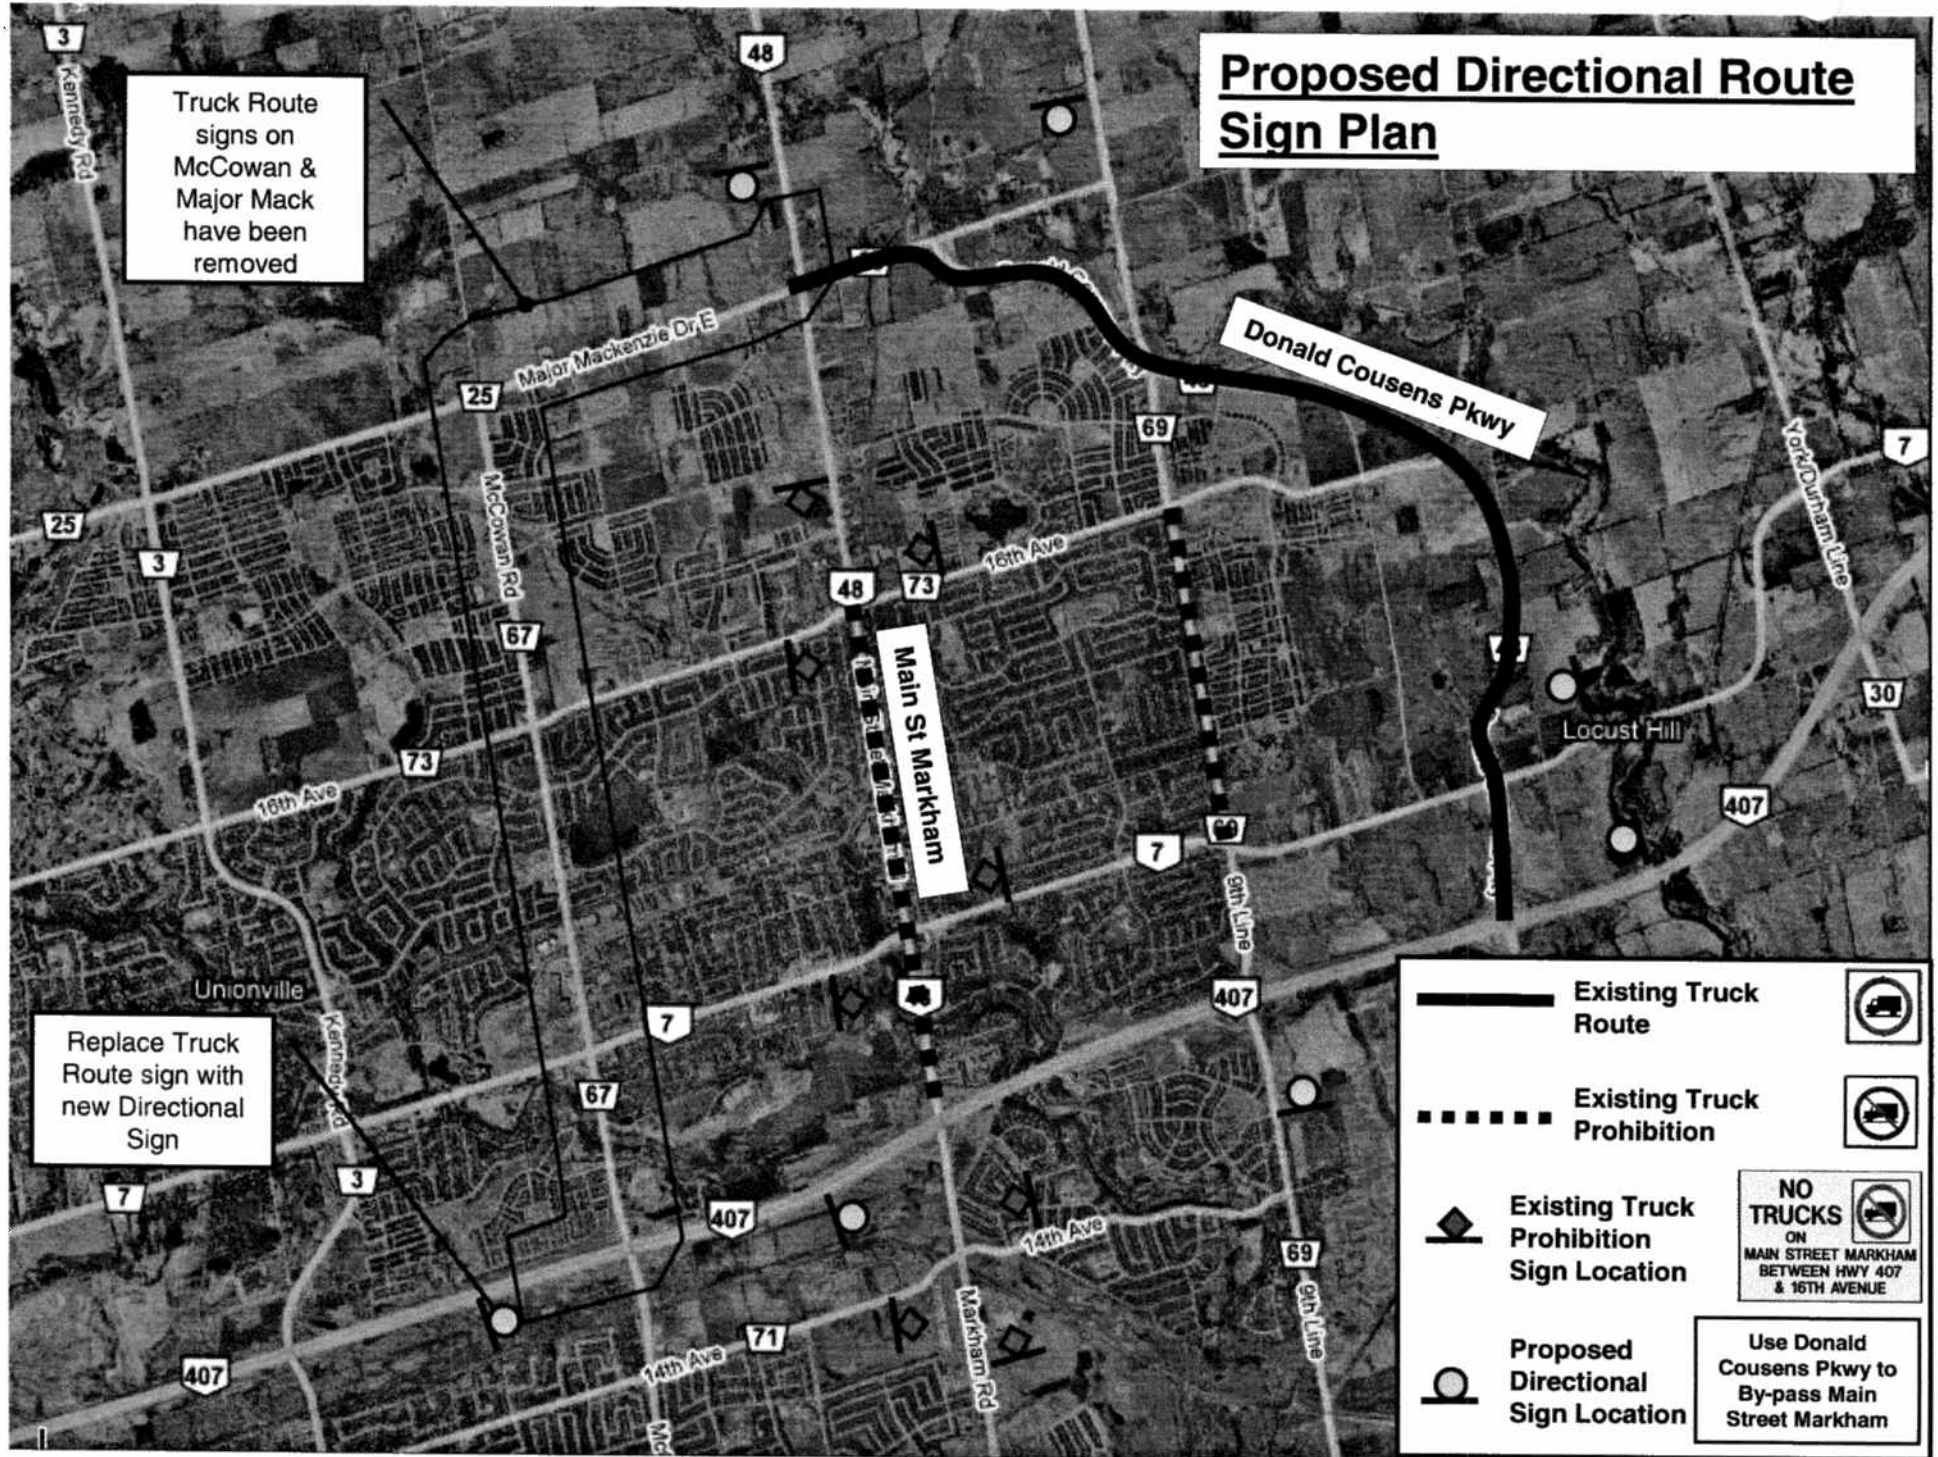 Proposed Directional Route
Sign Plan
3
Kennedy Rd
48
Truck Route
signs on
McCowan &
Major Mack
have been
removed
Major Mackenzie Dr E
25
25
3
McCowan Rd
67
69
Donald Cousens Pkwy
7
York/Durham Line
16th Ave
48
73
Main St Markham
73
16th Ave
30
Locust Hill
407
7
69
9th Line
Unionville
Kennedy Rd
7
407
Replace Truck
Route sign with
new Directional
Sign
67
7
3
407
14th Ave
69
9th Line
Markham Rd
71
14th Ave
407
Mc
Existing Truck
Route
Existing Truck
Prohibition
Existing Truck
Prohibition
Sign Location
NO
TRUCKS
ON
MAIN STREET MARKHAM
BETWEEN HWY 407
& 16TH AVENUE
Proposed
Directional
Sign Location
Use Donald
Cousens Pkwy to
By-pass Main
Street Markham